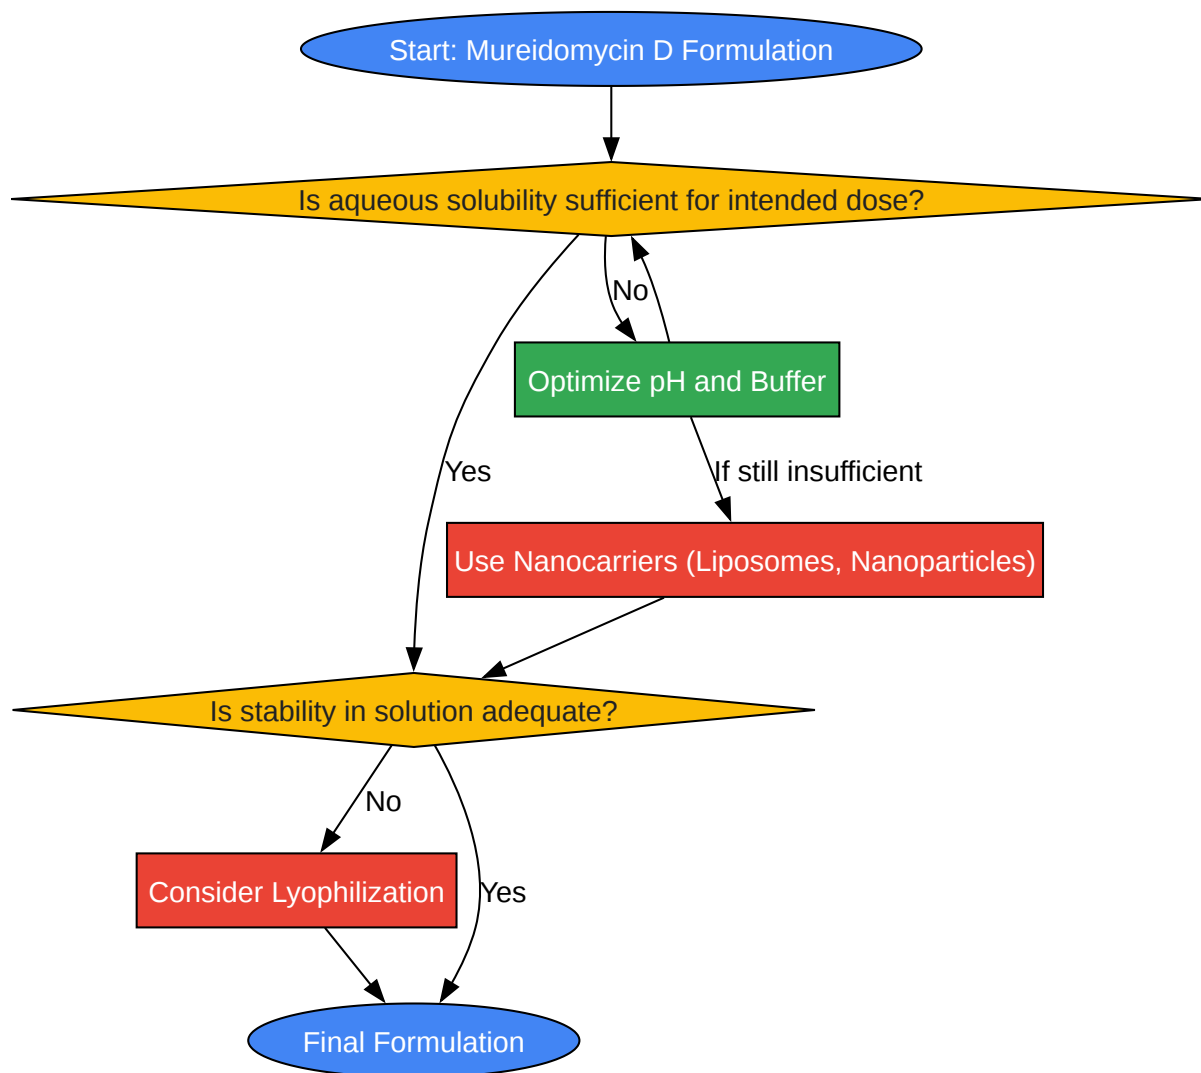 Start: Mureidomycin D Formulation
Is aqueous solubility sufficient for intended dose?
No
Optimize pH and Buffer
Yes
If still insufficient
Use Nanocarriers (Liposomes, Nanoparticles)
Is stability in solution adequate?
No
Consider Lyophilization
Yes
Final Formulation